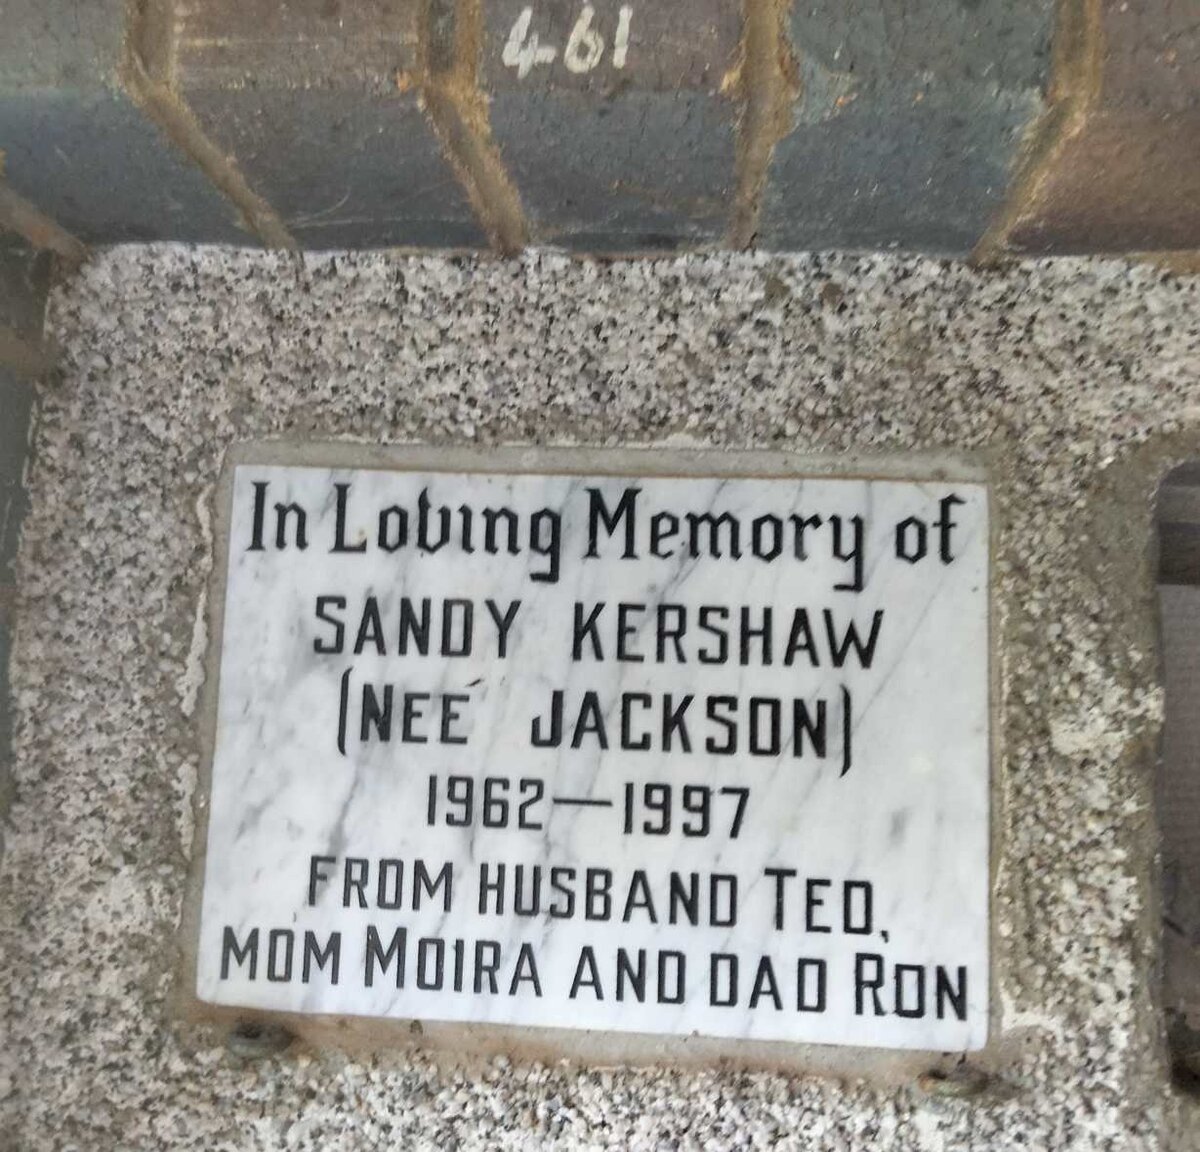 461
In Loving Memory of
SANDY KERSHAW
(NEÉ JACKSON)
1962—1997
FROM HUSBAND TED,
MOM MOIRA AND DAD RON